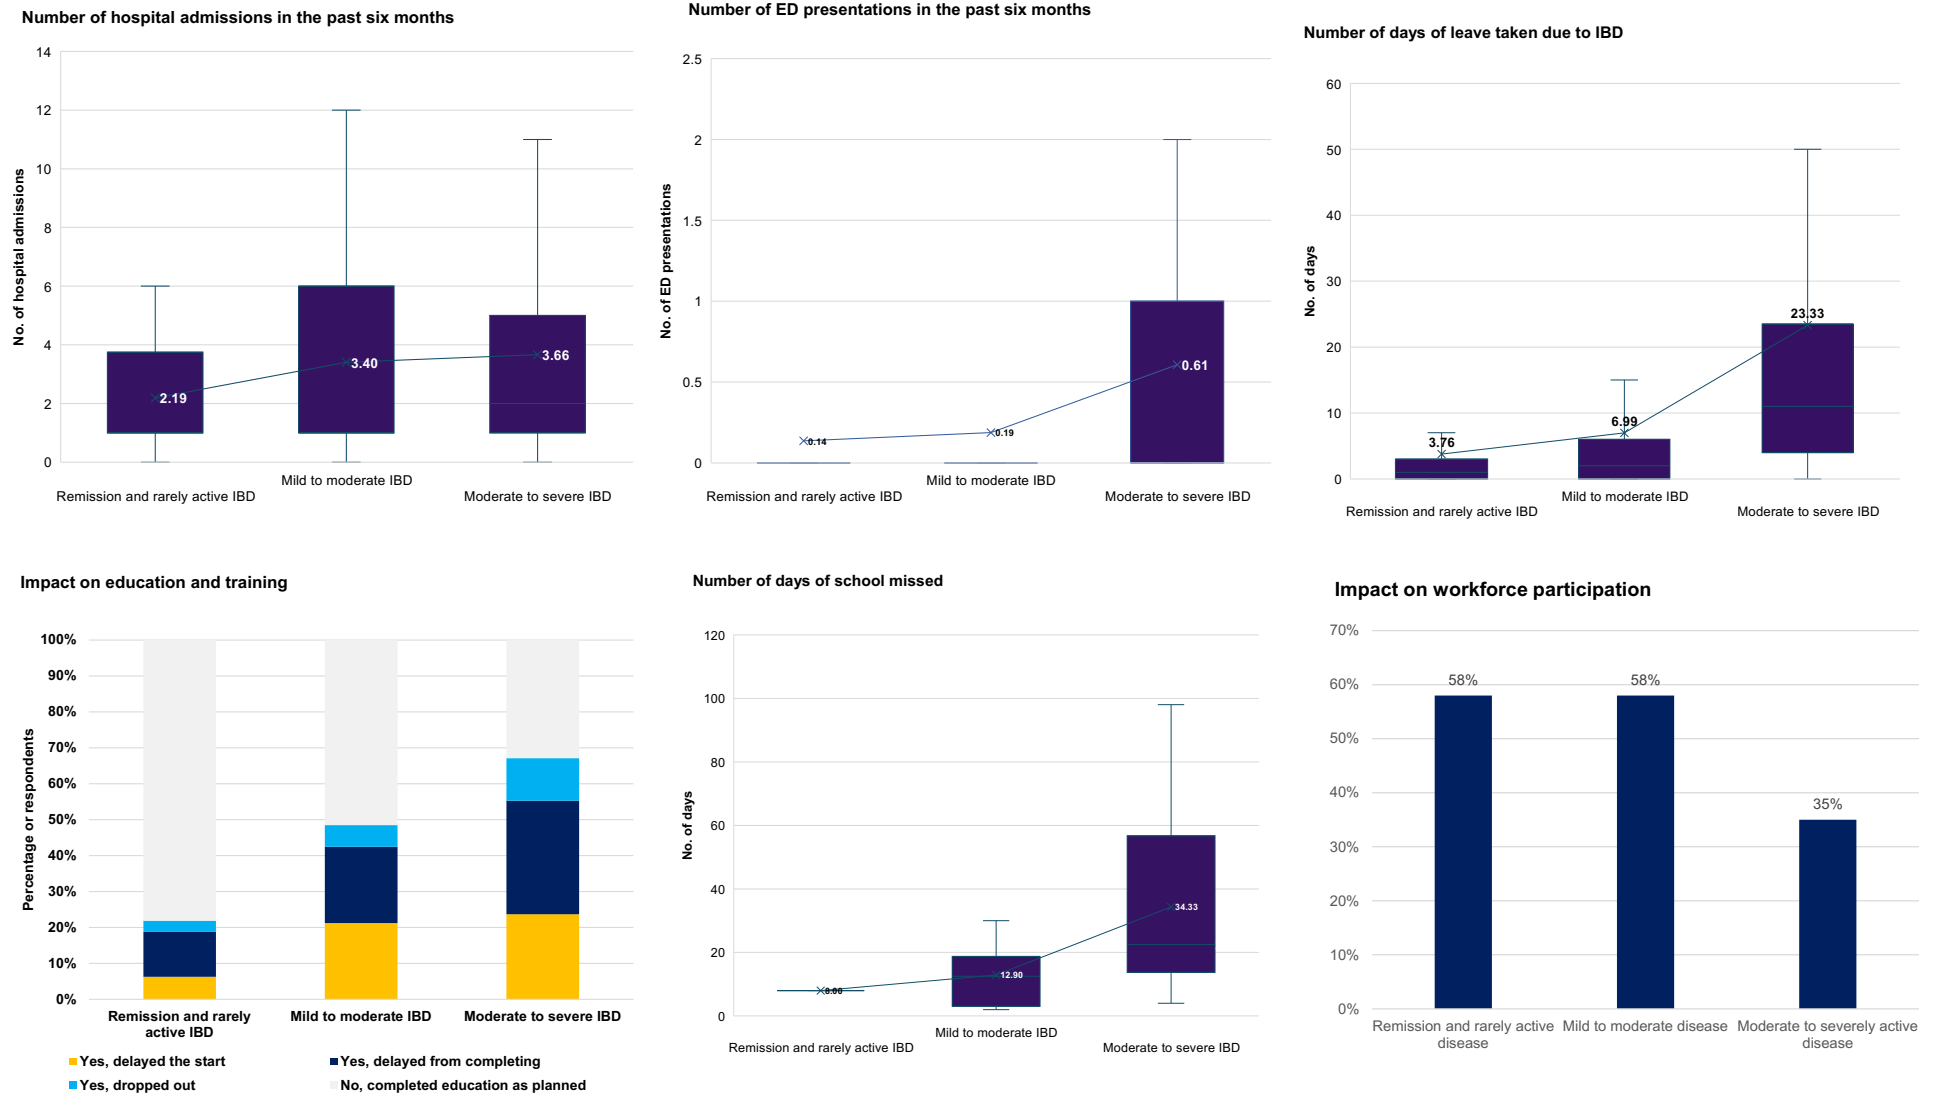 Number of hospital admissions in the past six months
No. of hospital admissions
14
12
10
8
6
4
2
0
2.19
3.40
3.66
Remission and rarely active IBD
Mild to moderate IBD
Moderate to severe IBD
Number of ED presentations in the past six months
No. of ED presentations
2.5
2
1.5
1
0.5
0
0.14
0.19
0.61
Remission and rarely active IBD
Mild to moderate IBD
Moderate to severe IBD
Number of days of leave taken due to IBD
No. of days
60
50
40
30
20
10
0
3.76
6.99
23.33
Remission and rarely active IBD
Mild to moderate IBD
Moderate to severe IBD
Impact on education and training
Percentage or respondents
100%
90%
80%
70%
60%
50%
40%
30%
20%
10%
0%
Remission and rarely
active IBD
Mild to moderate IBD
Moderate to severe IBD
Yes, delayed the start
Yes, delayed from completing
Yes, dropped out
No, completed education as planned
Number of days of school missed
No. of days
120
100
80
60
40
20
0
8.00
12.90
34.33
Remission and rarely active IBD
Mild to moderate IBD
Moderate to severe IBD
Impact on workforce participation
70%
60%
50%
40%
30%
20%
10%
0%
58%
58%
35%
Remission and rarely active
disease
Mild to moderate disease
Moderate to severely active
disease